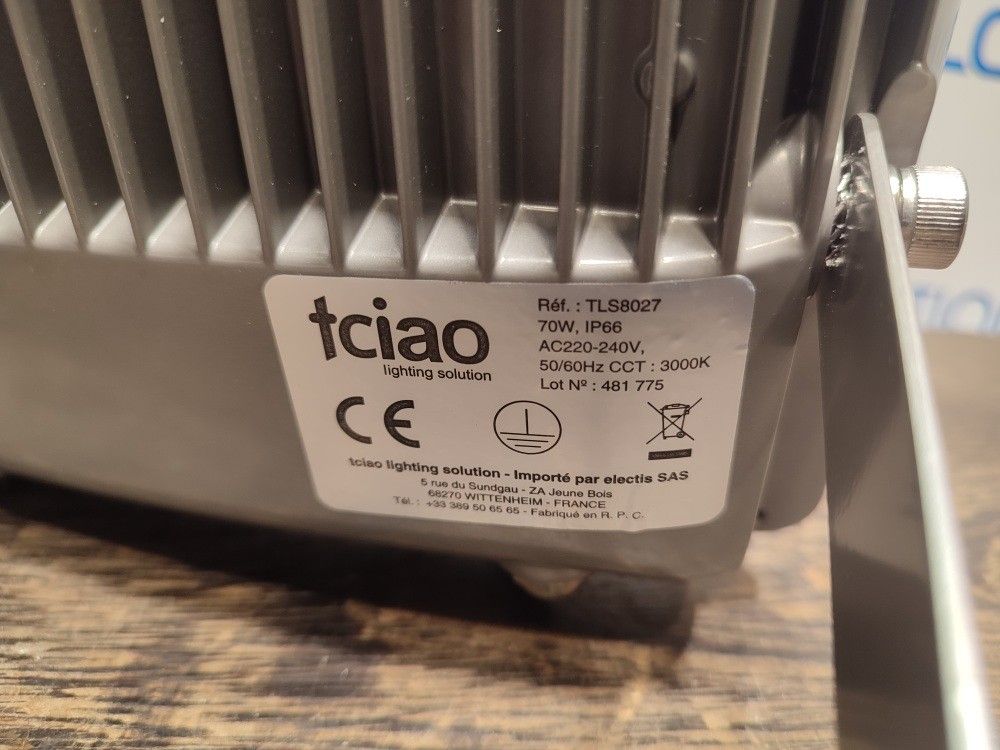 tciao
lighting solution
Réf. : TLS8027
70W, IP66
AC220-240V,
50/60Hz CCT : 3000K
Lot Nº : 481 775
CE
tciao lighting solution - Importé par electis SAS
5 rue du Sundgau - ZA Jeune Bois
68270 WITTENHEIM - FRANCE
Tél. : +33 389 50 65 65 - Fabriqué en R. P. C.